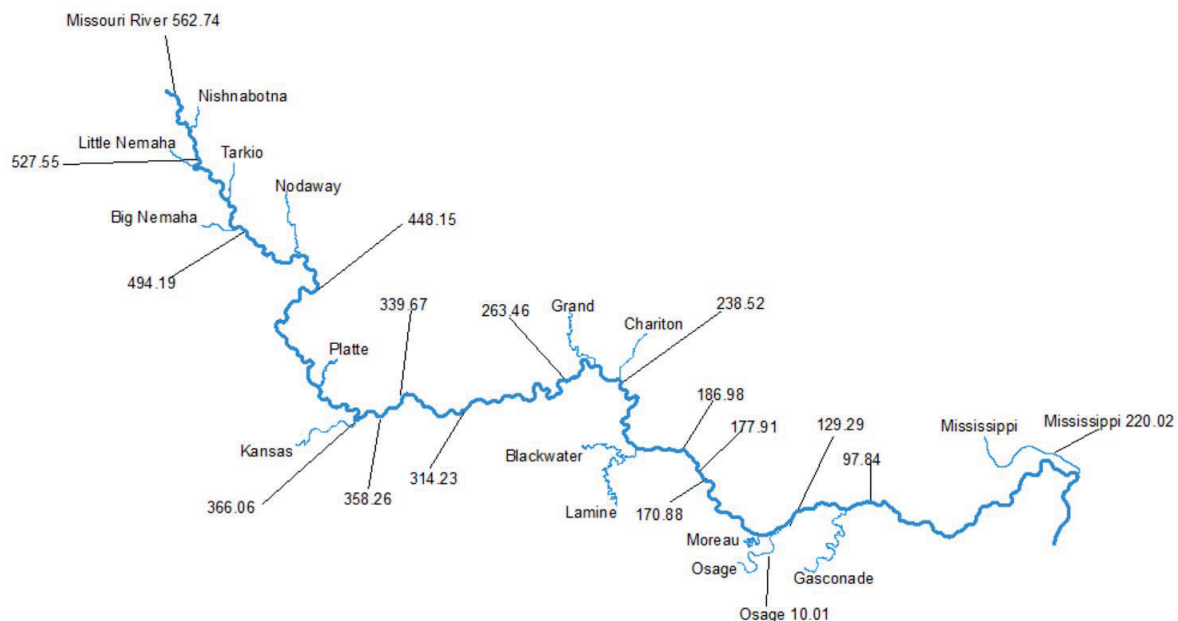 Missouri River 562.74
Nishnabotna
Little Nemaha
Tarkio
527.55
Nodaway
Big Nemaha
448.15
494.19
339.67
263.46
Grand
Chariton
238.52
Platte
186.98
177.91
129.29
Mississippi
Mississippi 220.02
Kansas
Blackwater
97.84
366.06
358.26
314.23
Lamine
170.88
Moreau
Osage
Gasconade
Osage 10.01